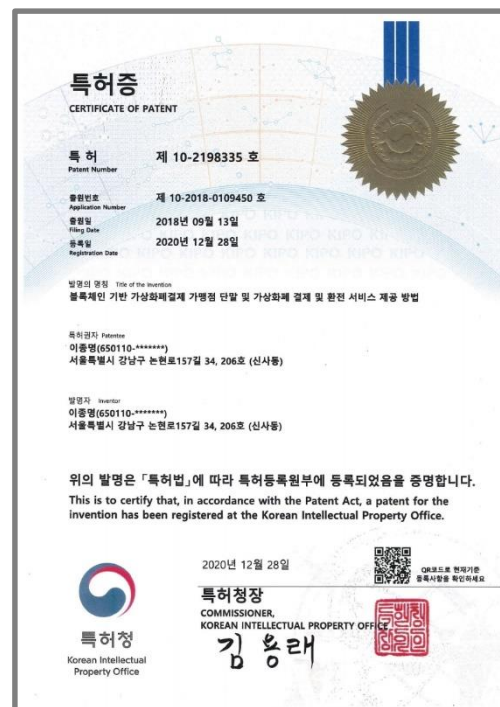 특허증
CERTIFICATE OF PATENT
특 허 제 10-2198335 호
Patent Number
출원번호 제 10-2018-0109450 호
Application Number
출원일 2018년 09월 13일
Filing Date
등록일 2020년 12월 28일
Registration Date
발명의 명칭 Title of the Invention
블록체인 기반 가상화폐결제 가맹점 단말 및 가상화폐 결제 및 환전 서비스 제공 방법
특허권자 Patentee
이종명(650110-*******)
서울특별시 강남구 논현로157길 34, 206호 (신사동)
발명자 Inventor
이종명(650110-*******)
서울특별시 강남구 논현로157길 34, 206호 (신사동)
위의 발명은 「특허법」에 따라 특허등록원부에 등록되었음을 증명합니다.
This is to certify that, in accordance with the Patent Act, a patent for the
invention has been registered at the Korean Intellectual Property Office.
2020년 12월 28일
QR코드로 현재기준
등록사항을 확인하세요
특허청장
COMMISSIONER,
KOREAN INTELLECTUAL PROPERTY OFFICE
김용래
특허청
Korean Intellectual
Property Office